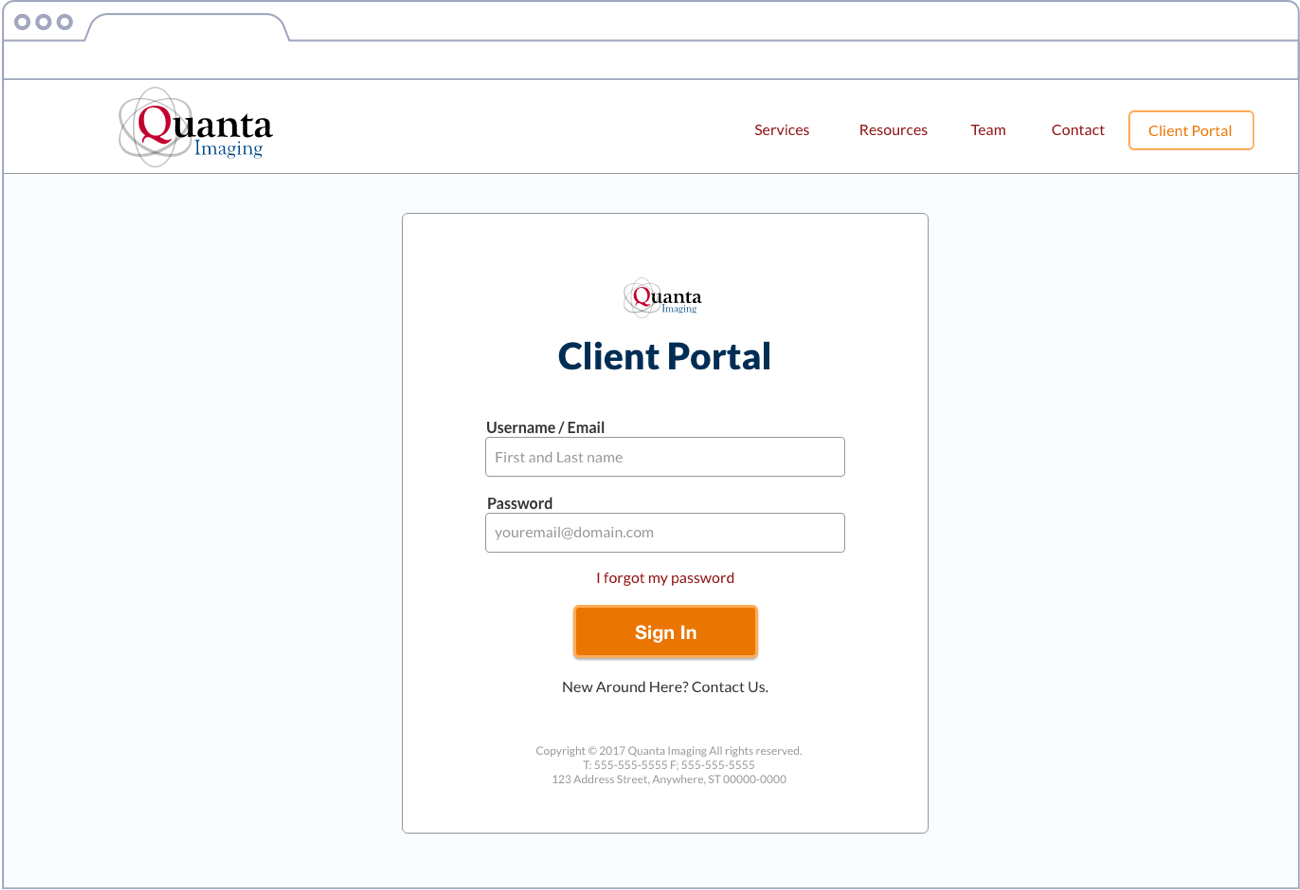 Quanta
Imaging
Services Resources Team Contact Client Portal
Quanta
Imaging
Client Portal
Username / Email
First and Last name
Password
youremail@domain.com
I forgot my password
Sign In
New Around Here? Contact Us.
Copyright © 2017 Quanta Imaging All rights reserved.
T: 555-555-5555 F: 555-555-5555
123 Address Street, Anywhere, ST 00000-0000